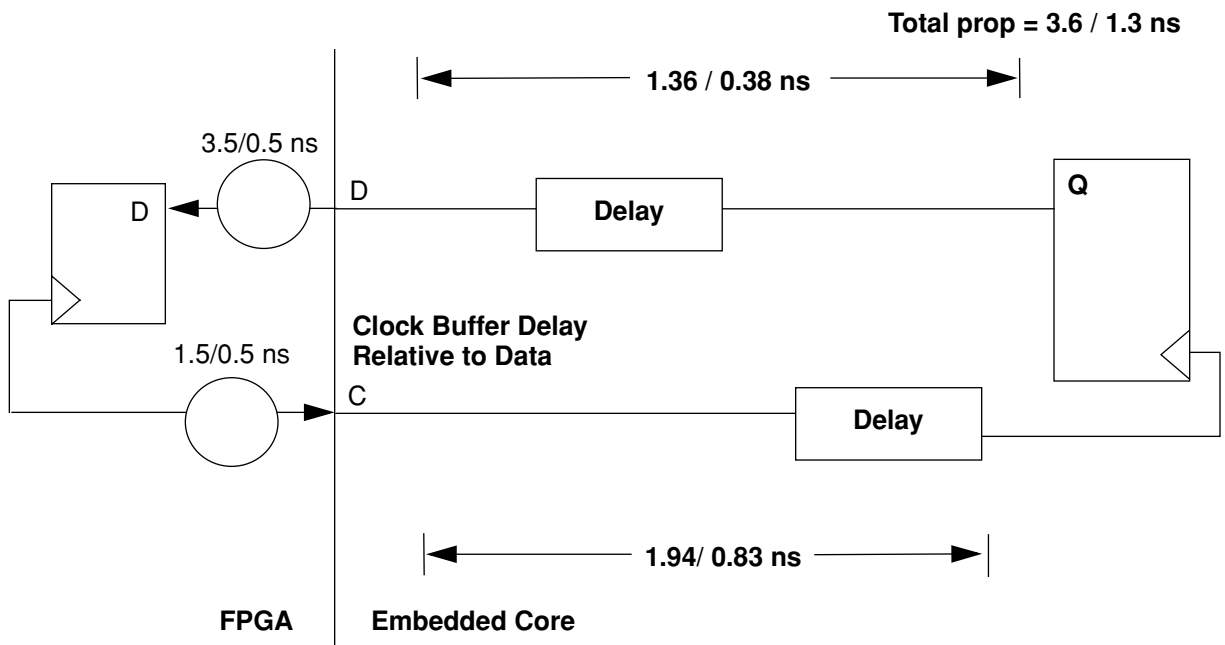 Total prop = 3.6 / 1.3 ns
1.36 / 0.38 ns
3.5/0.5 ns
D
D
Delay
Q
Clock Buffer Delay
Relative to Data
1.5/0.5 ns
C
Delay
1.94/ 0.83 ns
FPGA
Embedded Core